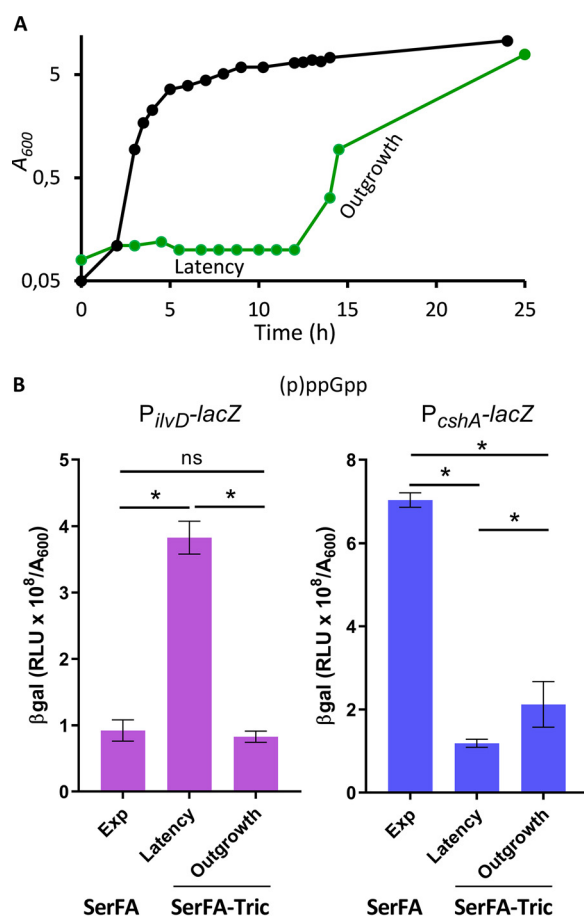 A
5
0,5
0,05
A600
Latency
Outgrowth
0 5 10 15 20 25
Time (h)
B
(p)ppGpp
PilvD-lacZ
PcshA-lacZ
5
4
3
2
1
0
βgal (RLU x 10⁸/A600)
ns
* *
Exp
Latency
Outgrowth
SerFA
SerFA-Tric
8
6
4
2
0
βgal (RLU x 10⁸/A600)
*
*
*
Exp
Latency
Outgrowth
SerFA
SerFA-Tric